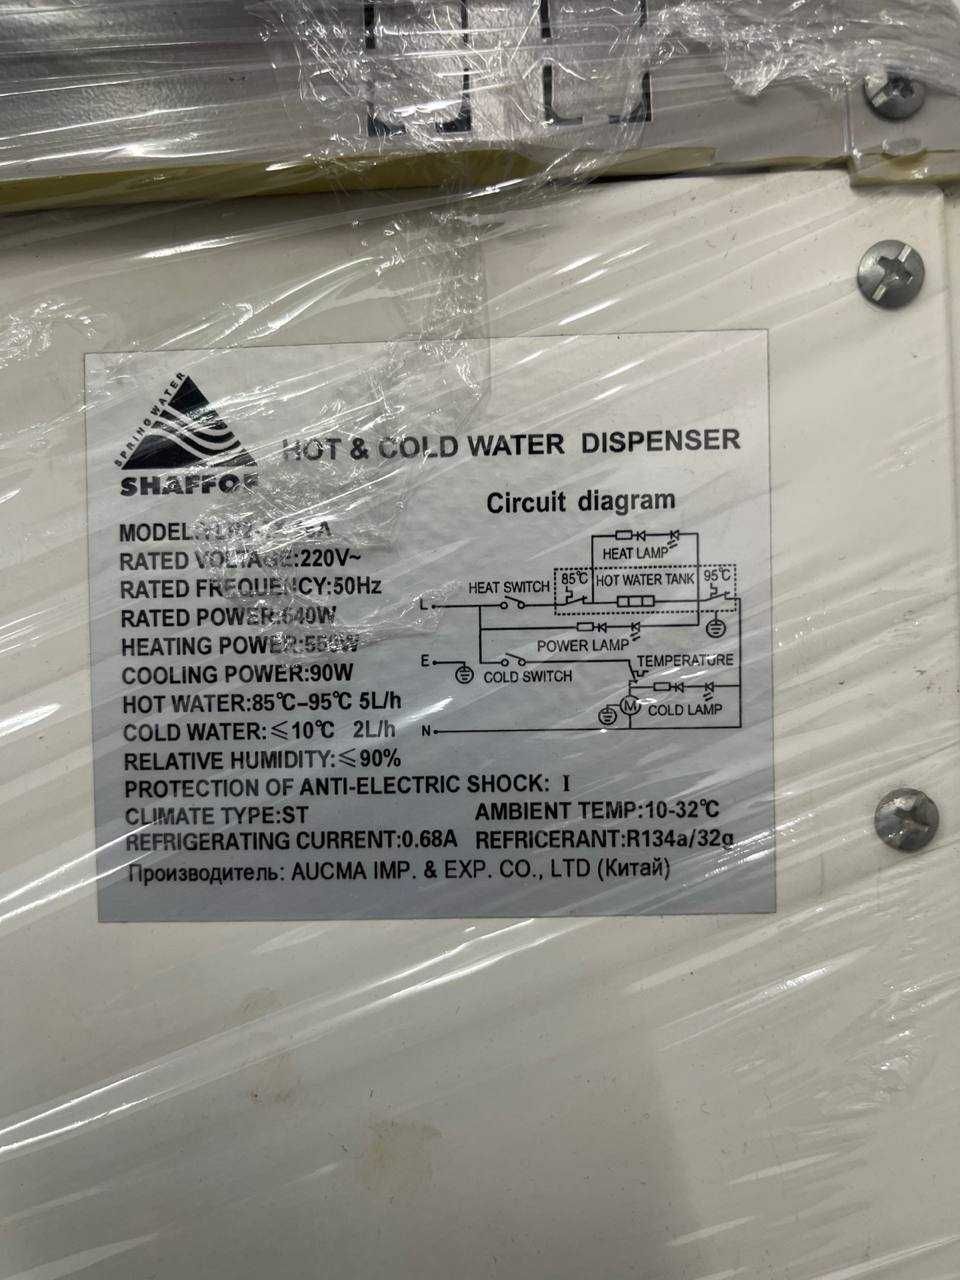 SPRINGWATER
SHAFFOF
HOT & COLD WATER DISPENSER
Circuit diagram
MODEL:
RATED VOLTAGE:220V~
RATED FREQUENCY:50Hz
RATED POWER:640W
HEATING POWER:550W
COOLING POWER:90W
HOT WATER:85℃-95℃ 5L/h
COLD WATER:≤10℃ 2L/h
RELATIVE HUMIDITY:≤90%
HEAT LAMP
85℃ HOT WATER TANK 95℃
HEAT SWITCH
L
POWER LAMP
E
TEMPERATURE
COLD SWITCH
M
COLD LAMP
N
PROTECTION OF ANTI-ELECTRIC SHOCK: I
CLIMATE TYPE:ST AMBIENT TEMP:10-32℃
REFRIGERATING CURRENT:0.68A REFRICERANT:R134a/32g
Производитель: AUCMA IMP. & EXP. CO., LTD (Китай)